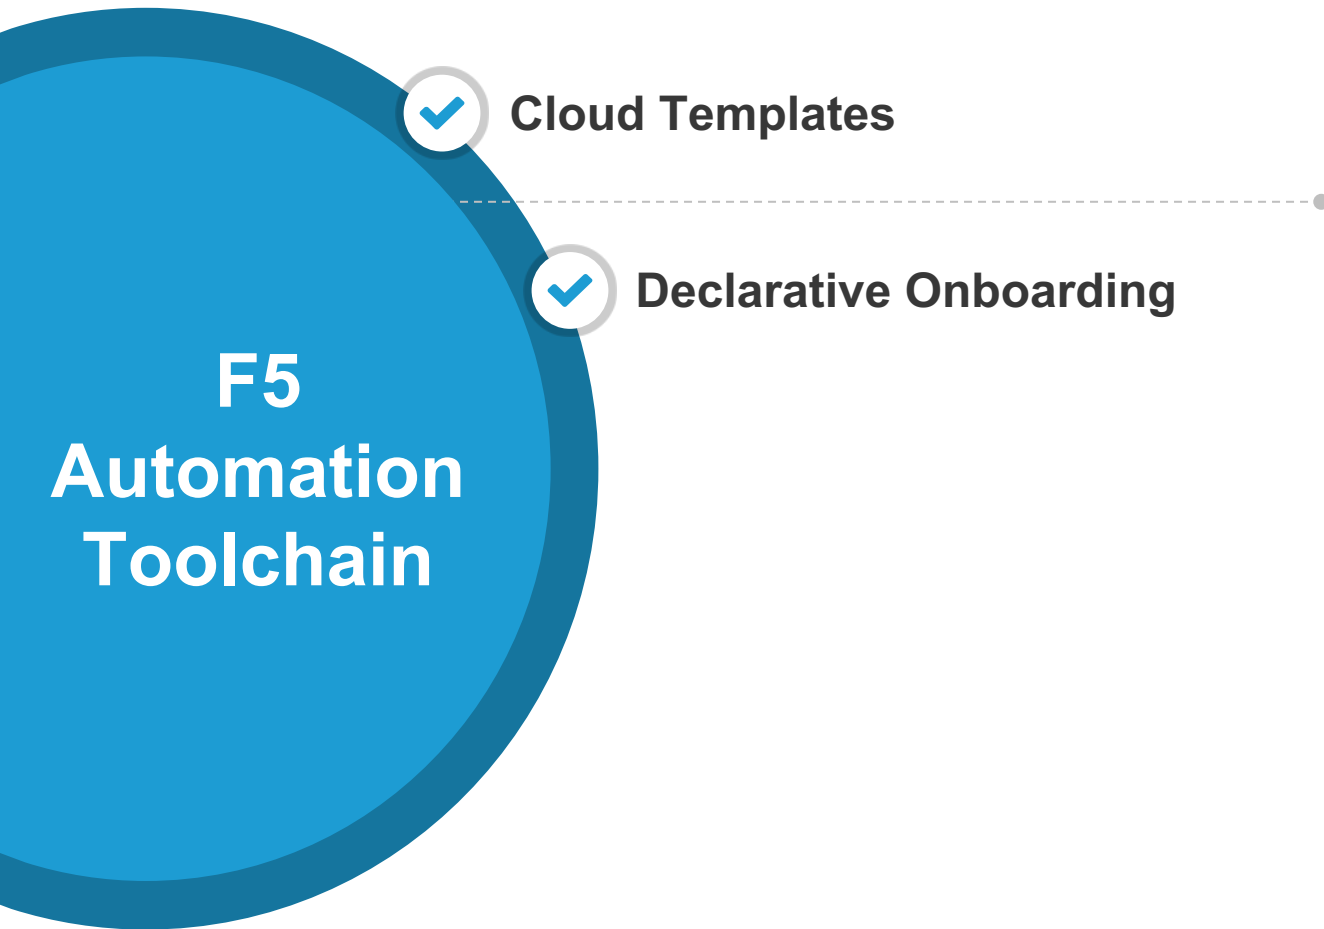 Cloud Templates
Declarative Onboarding
F5
Automation
Toolchain